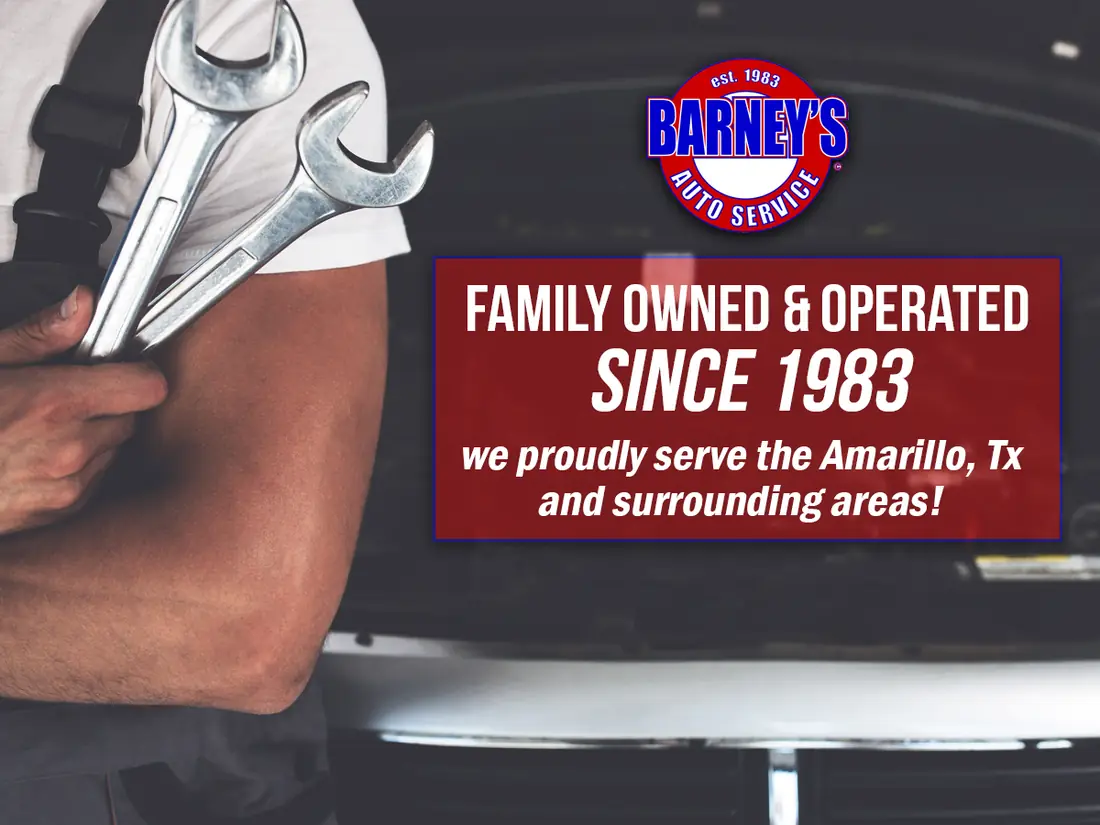 est. 1983
BARNEY'S
AUTO SERVICE
FAMILY OWNED & OPERATED
SINCE 1983
we proudly serve the Amarillo, Tx
and surrounding areas!